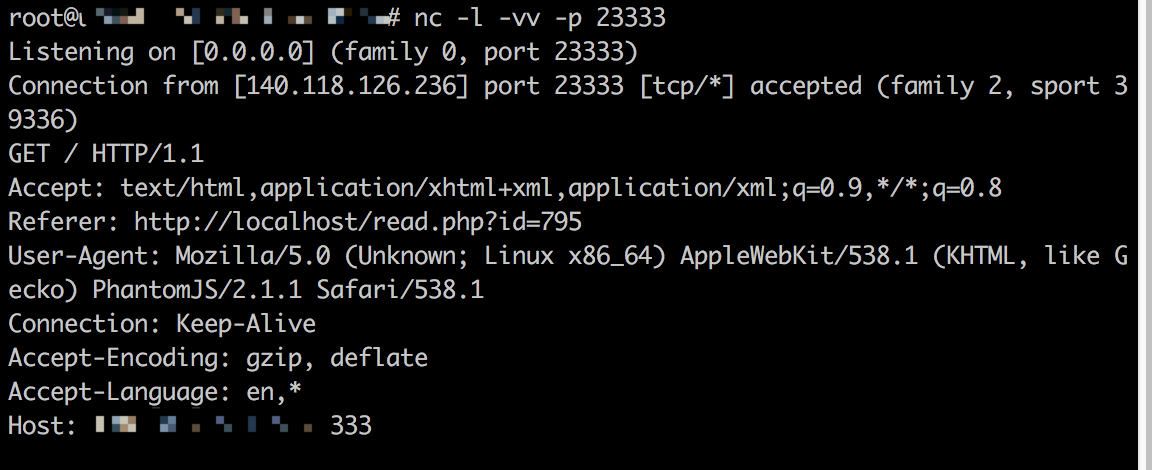 root@ # nc -l -vv -p 23333
Listening on [0.0.0.0] (family 0, port 23333)
Connection from [140.118.126.236] port 23333 [tcp/*] accepted (family 2, sport 3
9336)
GET / HTTP/1.1
Accept: text/html,application/xhtml+xml,application/xml;q=0.9,*/*;q=0.8
Referer: http://localhost/read.php?id=795
User-Agent: Mozilla/5.0 (Unknown; Linux x86_64) AppleWebKit/538.1 (KHTML, like G
ecko) PhantomJS/2.1.1 Safari/538.1
Connection: Keep-Alive
Accept-Encoding: gzip, deflate
Accept-Language: en,*
Host: 333